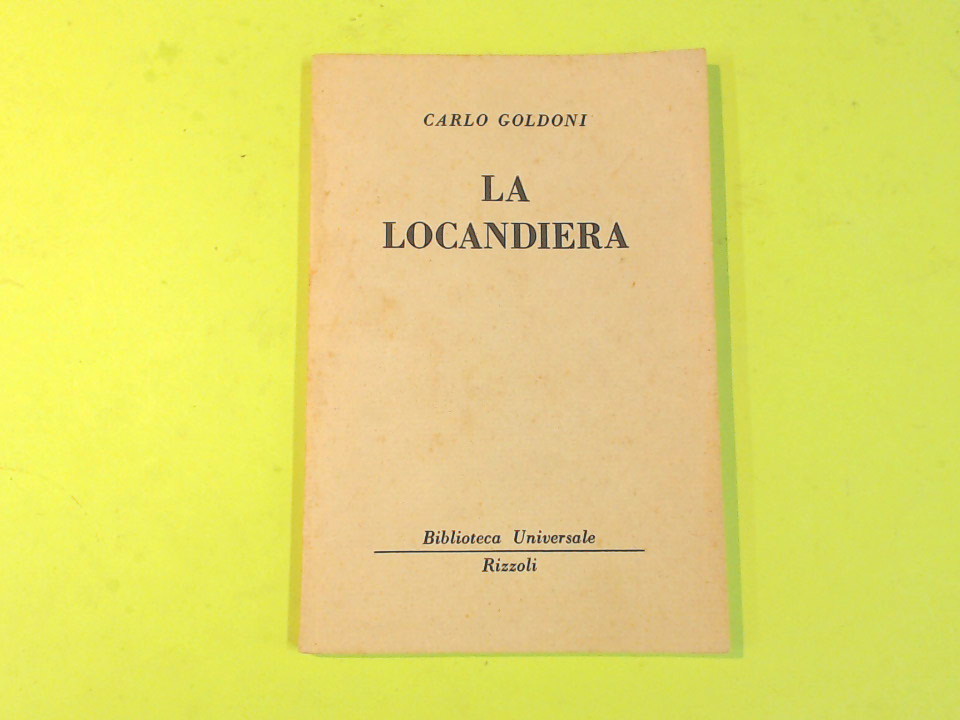 CARLO GOLDONI
LA
LOCANDIERA
Biblioteca Universale
Rizzoli